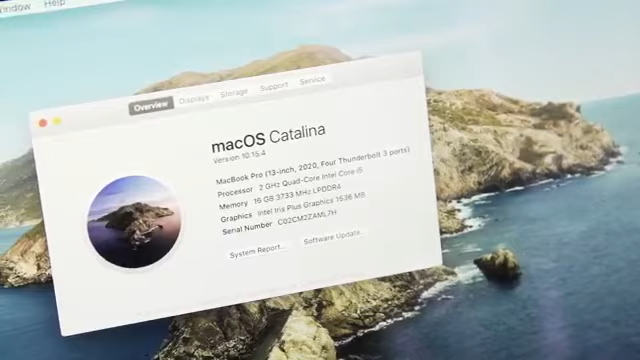 Window Help
Overview Displays Storage Support Service
macOS Catalina
Version 10.15.4
MacBook Pro (13-inch, 2020, Four Thunderbolt 3 ports)
Processor 2 GHz Quad-Core Intel Core i5
Memory 16 GB 3733 MHz LPDDR4
Graphics Intel Iris Plus Graphics 1536 MB
Serial Number C02CM2ZAML7H
System Report... Software Update...